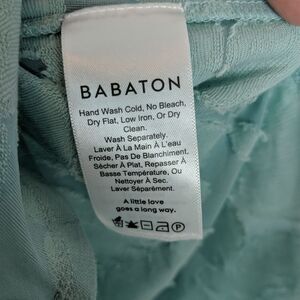 BABATON
Hand Wash Cold, No Bleach,
Dry Flat, Low Iron, Or Dry
Clean.
Wash Separately.
Laver À La Main À L'eau
Froide, Pas De Blanchiment,
Sécher À Plat, Repasser À
Basse Température, Ou
Nettoyer À Sec.
Laver Séparément.
A little love
goes a long way.
P